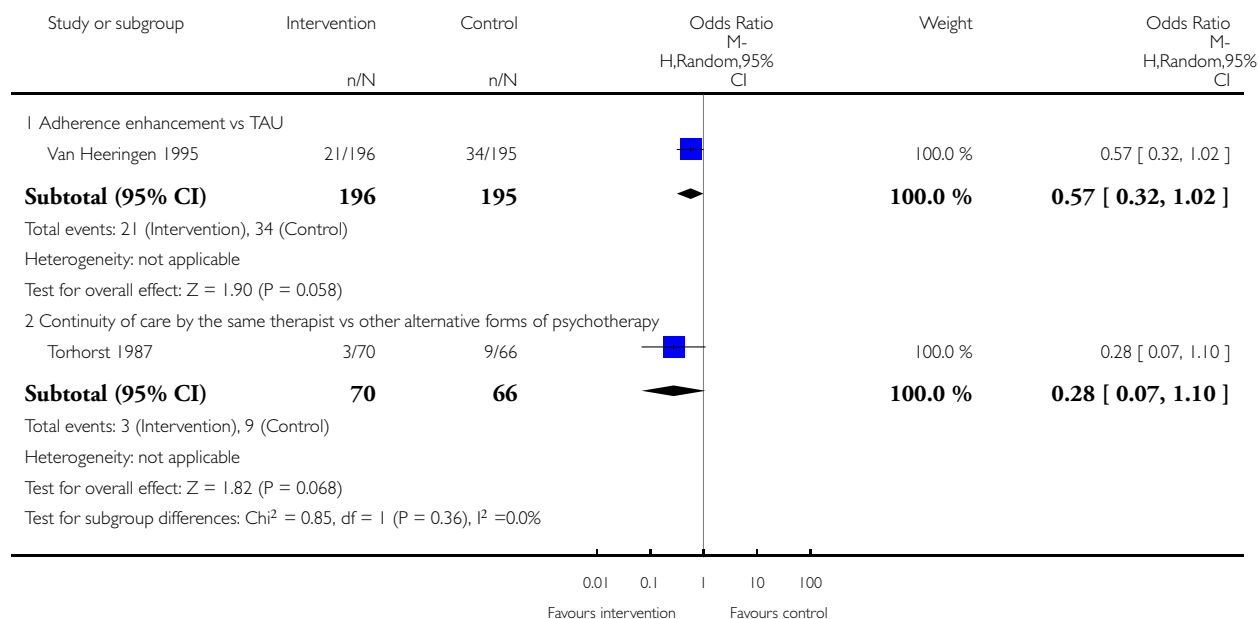 Study or subgroup Intervention Control Odds Ratio Weight Odds Ratio
M- M-
H,Random,95% H,Random,95%
n/N n/N CI CI
1 Adherence enhancement vs TAU
Van Heeringen 1995 21/196 34/195 100.0 % 0.57 [ 0.32, 1.02 ]
Subtotal (95% CI) 196 195 100.0 % 0.57 [ 0.32, 1.02 ]
Total events: 21 (Intervention), 34 (Control)
Heterogeneity: not applicable
Test for overall effect: Z = 1.90 (P = 0.058)
2 Continuity of care by the same therapist vs other alternative forms of psychotherapy
Torhorst 1987 3/70 9/66 100.0 % 0.28 [ 0.07, 1.10 ]
Subtotal (95% CI) 70 66 100.0 % 0.28 [ 0.07, 1.10 ]
Total events: 3 (Intervention), 9 (Control)
Heterogeneity: not applicable
Test for overall effect: Z = 1.82 (P = 0.068)
Test for subgroup differences: Chi² = 0.85, df = 1 (P = 0.36), I² =0.0%
0.01 0.1 1 10 100
Favours intervention Favours control